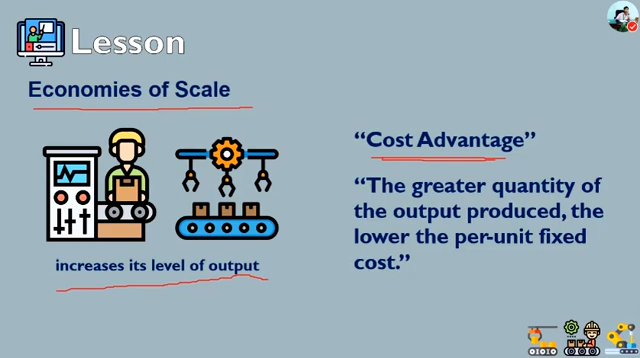 Lesson
Economies of Scale
increases its level of output
“Cost Advantage”
“The greater quantity of
the output produced, the
lower the per-unit fixed
cost.”